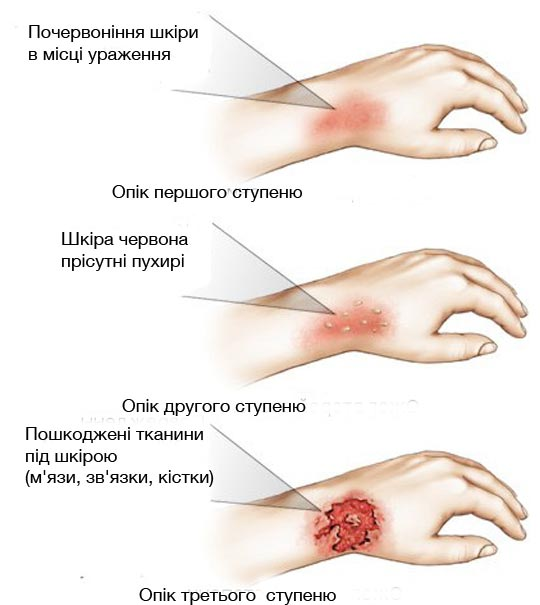 Почервоніння шкіри
в місці ураження
Опік першого ступеню
Шкіра червона
прісутні пухирі
Опік другого ступеню
Пошкоджені тканини
під шкірою
(м'язи, зв'язки, кістки)
Опік третього ступеню